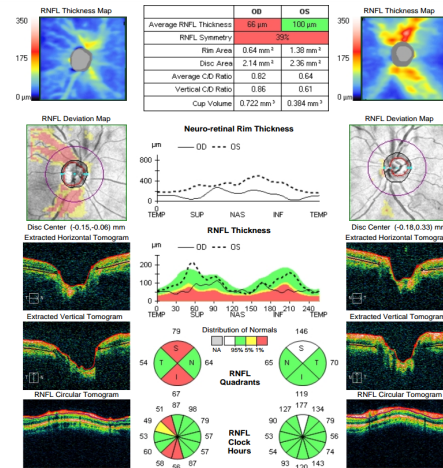 RNFL Thickness Map
350
175
0 µm
OD OS
Average RNFL Thickness 66 µm 100 µm
RNFL Symmetry 39%
Rim Area 0.64 mm² 1.38 mm²
Disc Area 2.14 mm² 2.36 mm²
Average C/D Ratio 0.82 0.64
Vertical C/D Ratio 0.86 0.61
Cup Volume 0.722 mm³ 0.384 mm³
RNFL Thickness Map
350
175
0 µm
RNFL Deviation Map
Disc Center (-0.15,-0.06) mm
Neuro-retinal Rim Thickness
µm
OD OS
800
400
0
TEMP SUP NAS INF TEMP
RNFL Deviation Map
Disc Center (-0.18,0.33) mm
Extracted Horizontal Tomogram
RNFL Thickness
µm
OD OS
200
100
0
0 30 60 90 120 150 180 210 240
TEMP SUP NAS INF TEMP
Extracted Horizontal Tomogram
Extracted Vertical Tomogram
Distribution of Normals
NA 95% 5% 1%
Extracted Vertical Tomogram
79
S
54 T N 64
I
67
RNFL
Quadrants
146
S
65 N 70
I
119
RNFL Circular Tomogram
87
51 98
49 79
53 57
60 79
58 87
56
RNFL
Clock
Hours
177
127 134
90 79
53 56
54 74
93 143
120
RNFL Circular Tomogram